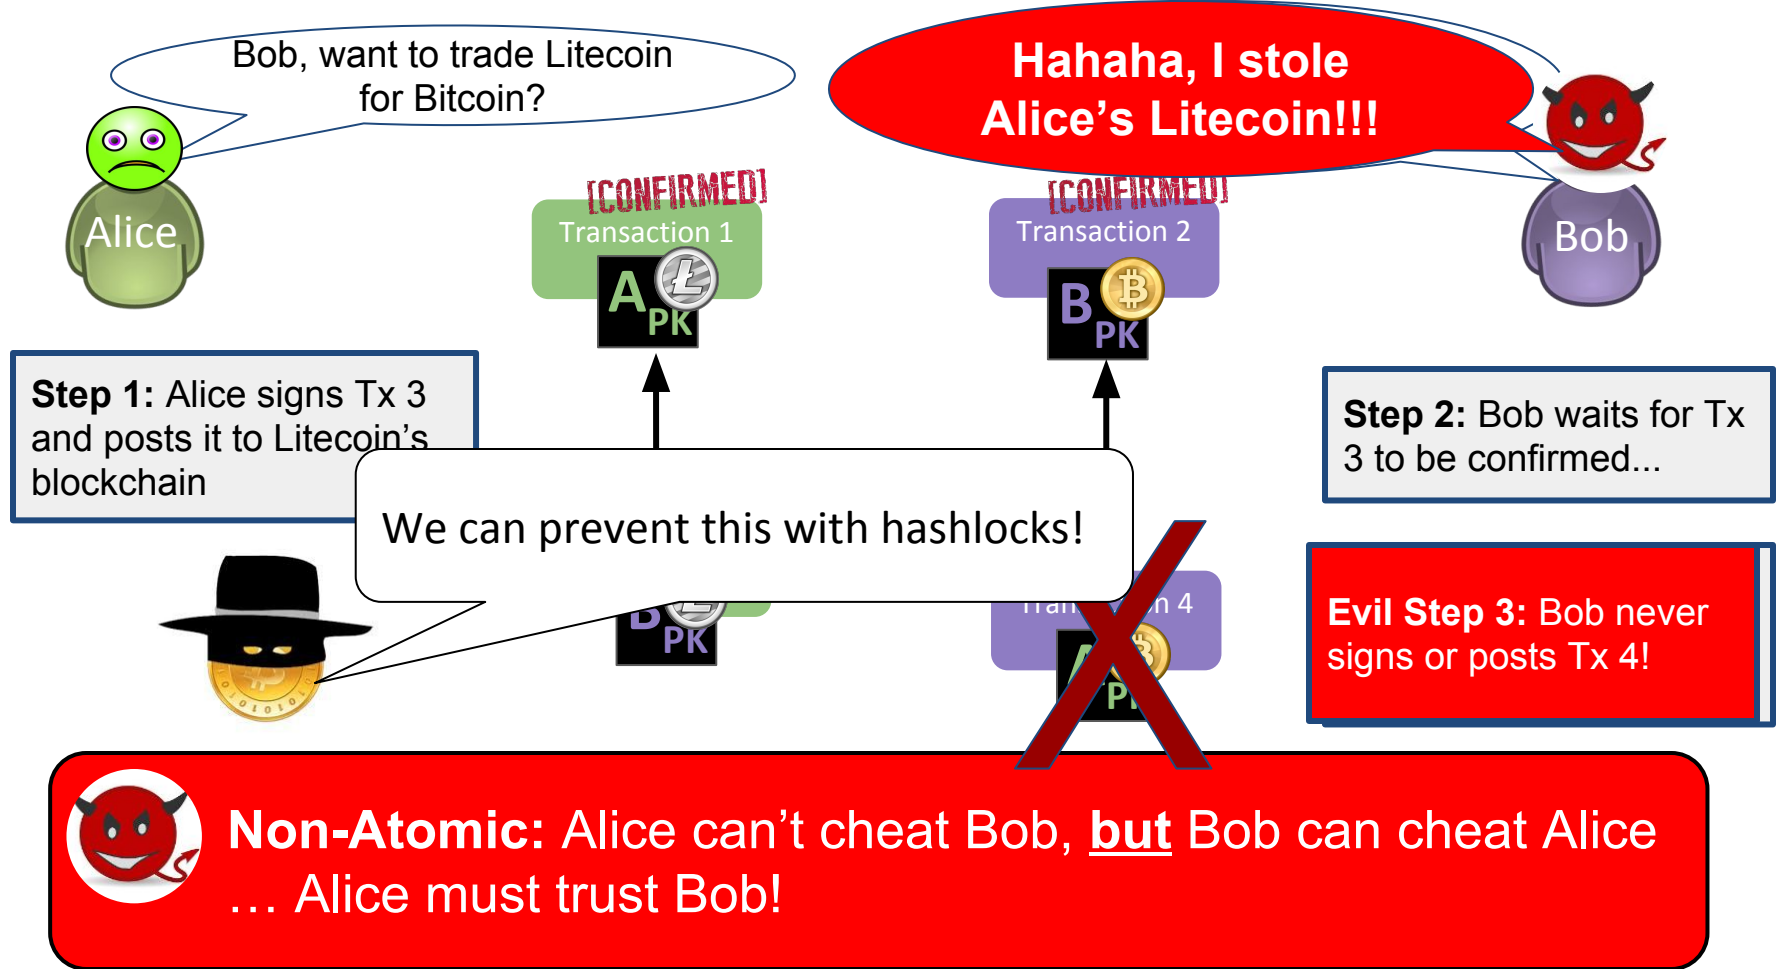 Bob, want to trade Litecoin
for Bitcoin?
Hahaha, I stole
Alice's Litecoin!!!
Alice
[CONFIRMED]
Transaction 1
A
PK
Ł
[CONFIRMED]
Transaction 2
B
PK
₿
Bob
Step 1: Alice signs Tx 3
and posts it to Litecoin's
blockchain
Step 2: Bob waits for Tx
3 to be confirmed...
We can prevent this with hashlocks!
B
PK
4
A
Evil Step 3: Bob never
signs or posts Tx 4!
Non-Atomic: Alice can't cheat Bob, but Bob can cheat Alice
… Alice must trust Bob!